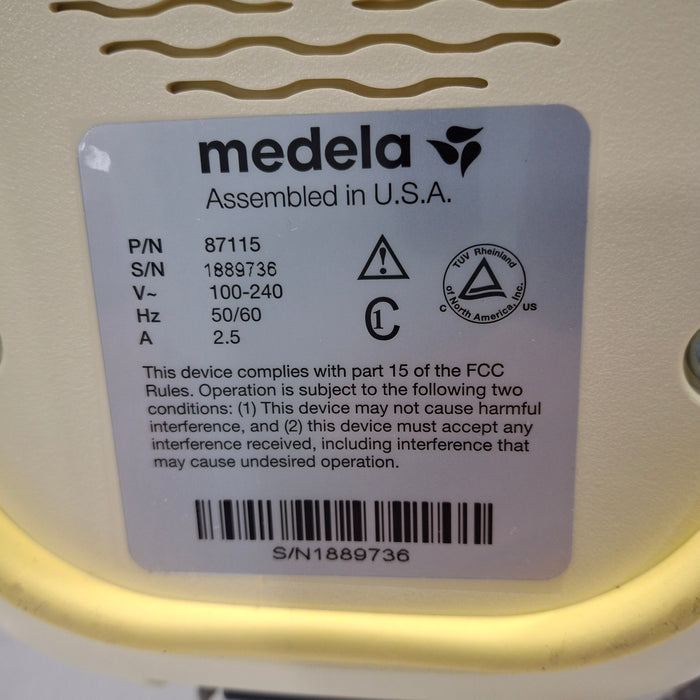 medela
Assembled in U.S.A.
P/N 87115
S/N 1889736
V~ 100-240
Hz 50/60
A 2.5
TUV Rheinland
of North America, Inc.
C US
This device complies with part 15 of the FCC
Rules. Operation is subject to the following two
conditions: (1) This device may not cause harmful
interference, and (2) this device must accept any
interference received, including interference that
may cause undesired operation.
S/N1889736